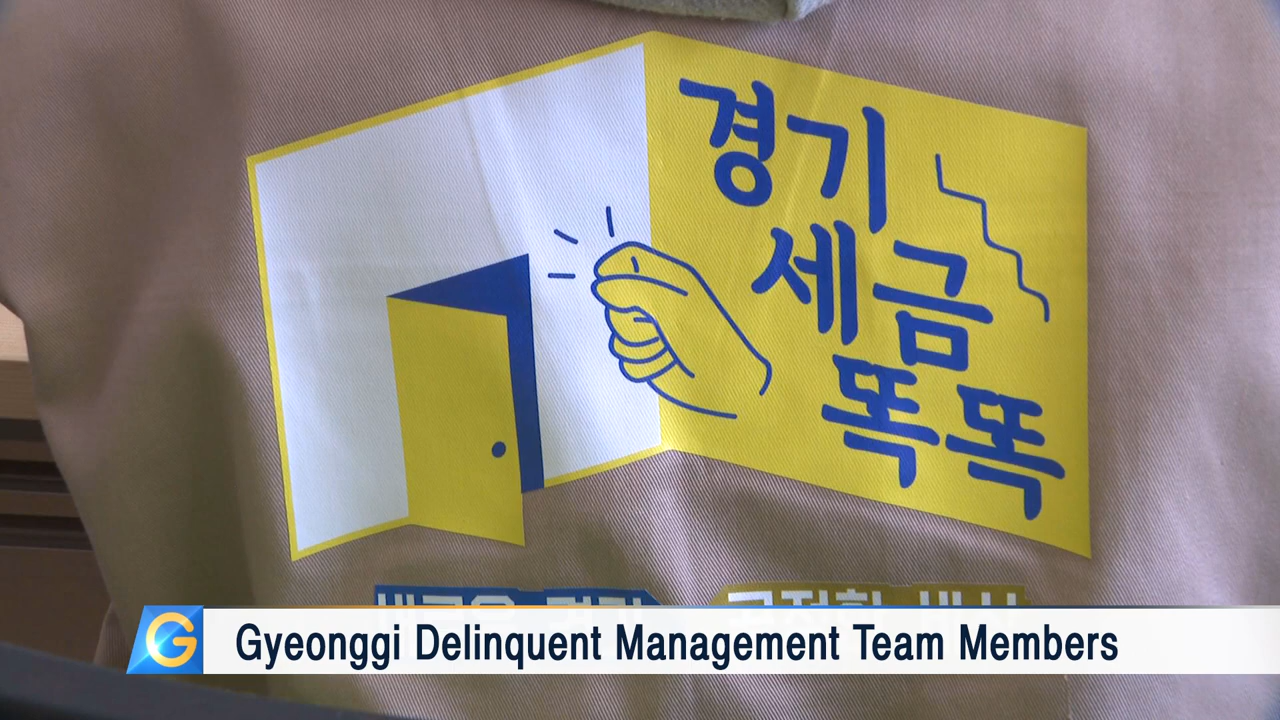 경기
세금
똑똑
G Gyeonggi Delinquent Management Team Members